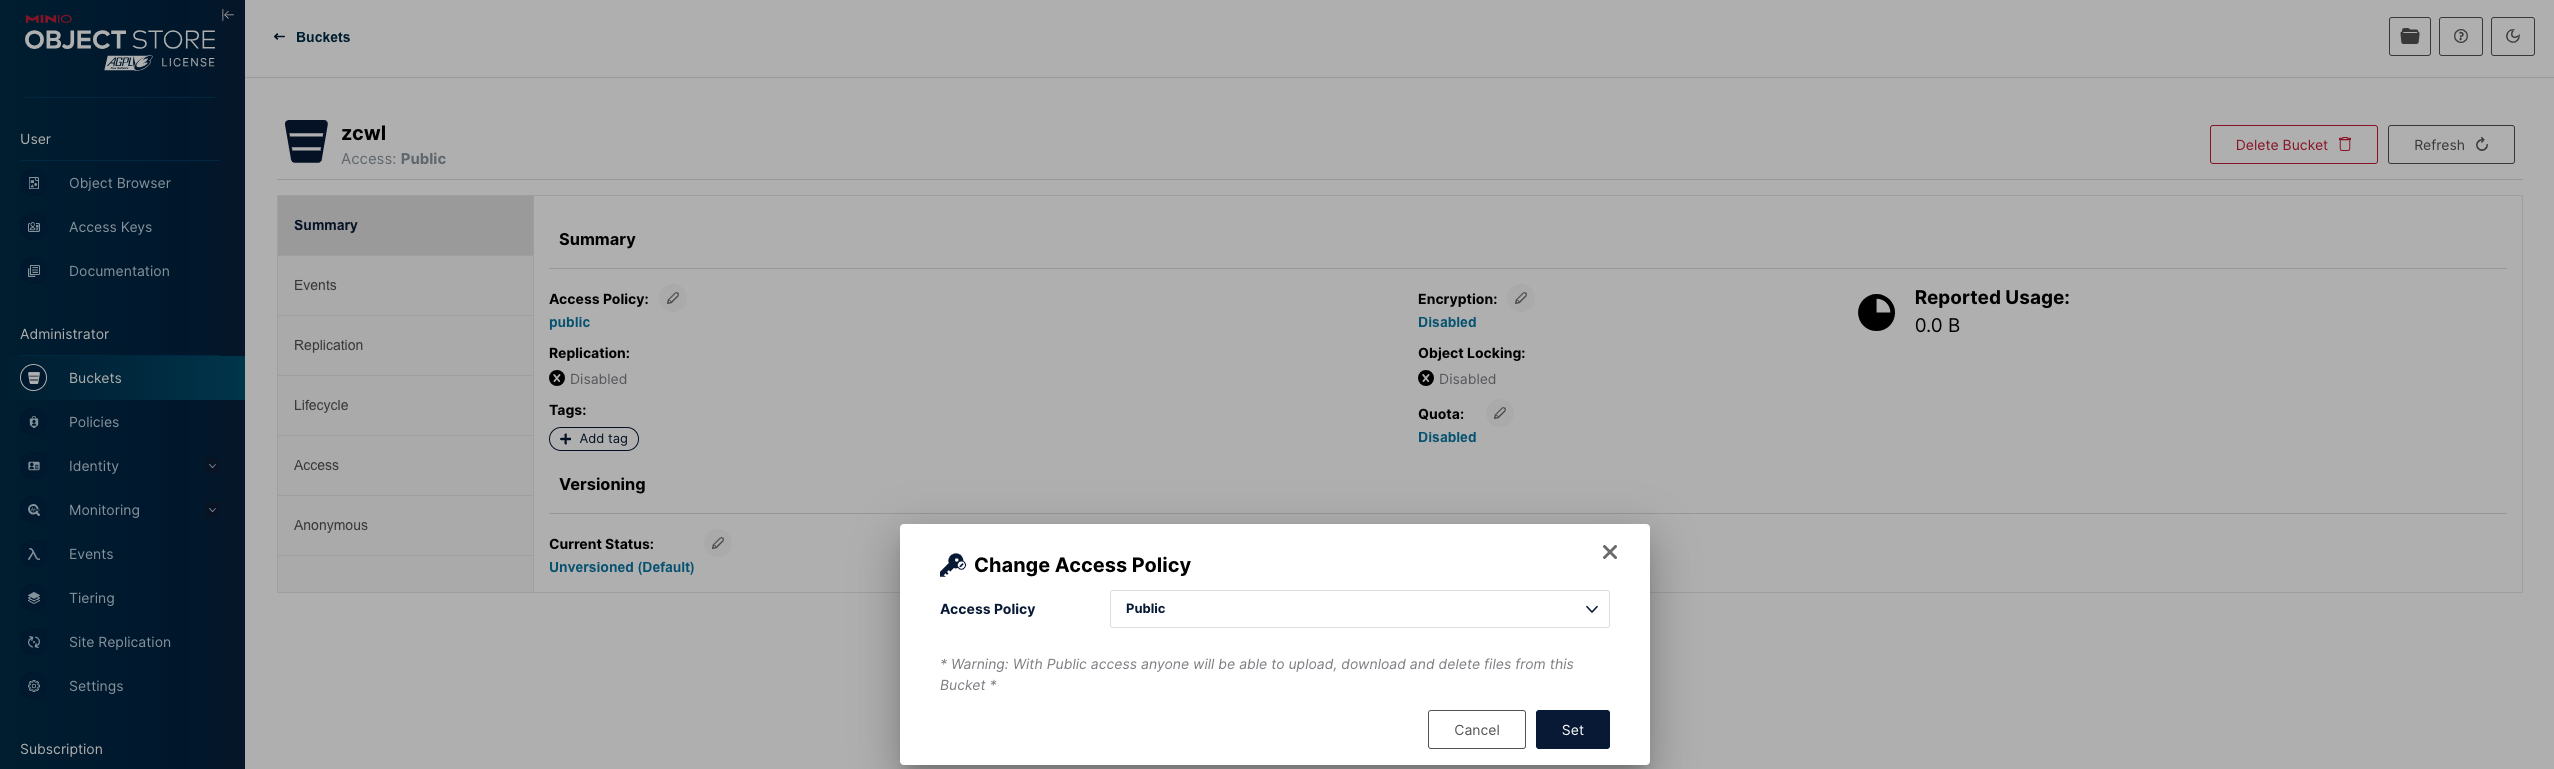 MINIO
OBJECT STORE
AGPLv3 LICENSE
User
Object Browser
Access Keys
Documentation
Administrator
Buckets
Policies
Identity
Monitoring
Events
Tiering
Site Replication
Settings
Subscription
Buckets
zcwl
Access: Public
Delete Bucket
Refresh
Summary
Events
Replication
Lifecycle
Access
Anonymous
Summary
Access Policy:
public
Replication:
Disabled
Tags:
Add tag
Encryption:
Disabled
Object Locking:
Disabled
Quota:
Disabled
Reported Usage:
0.0 B
Versioning
Current Status:
Unversioned (Default)
Change Access Policy
Access Policy
Public
* Warning: With Public access anyone will be able to upload, download and delete files from this
Bucket *
Cancel
Set